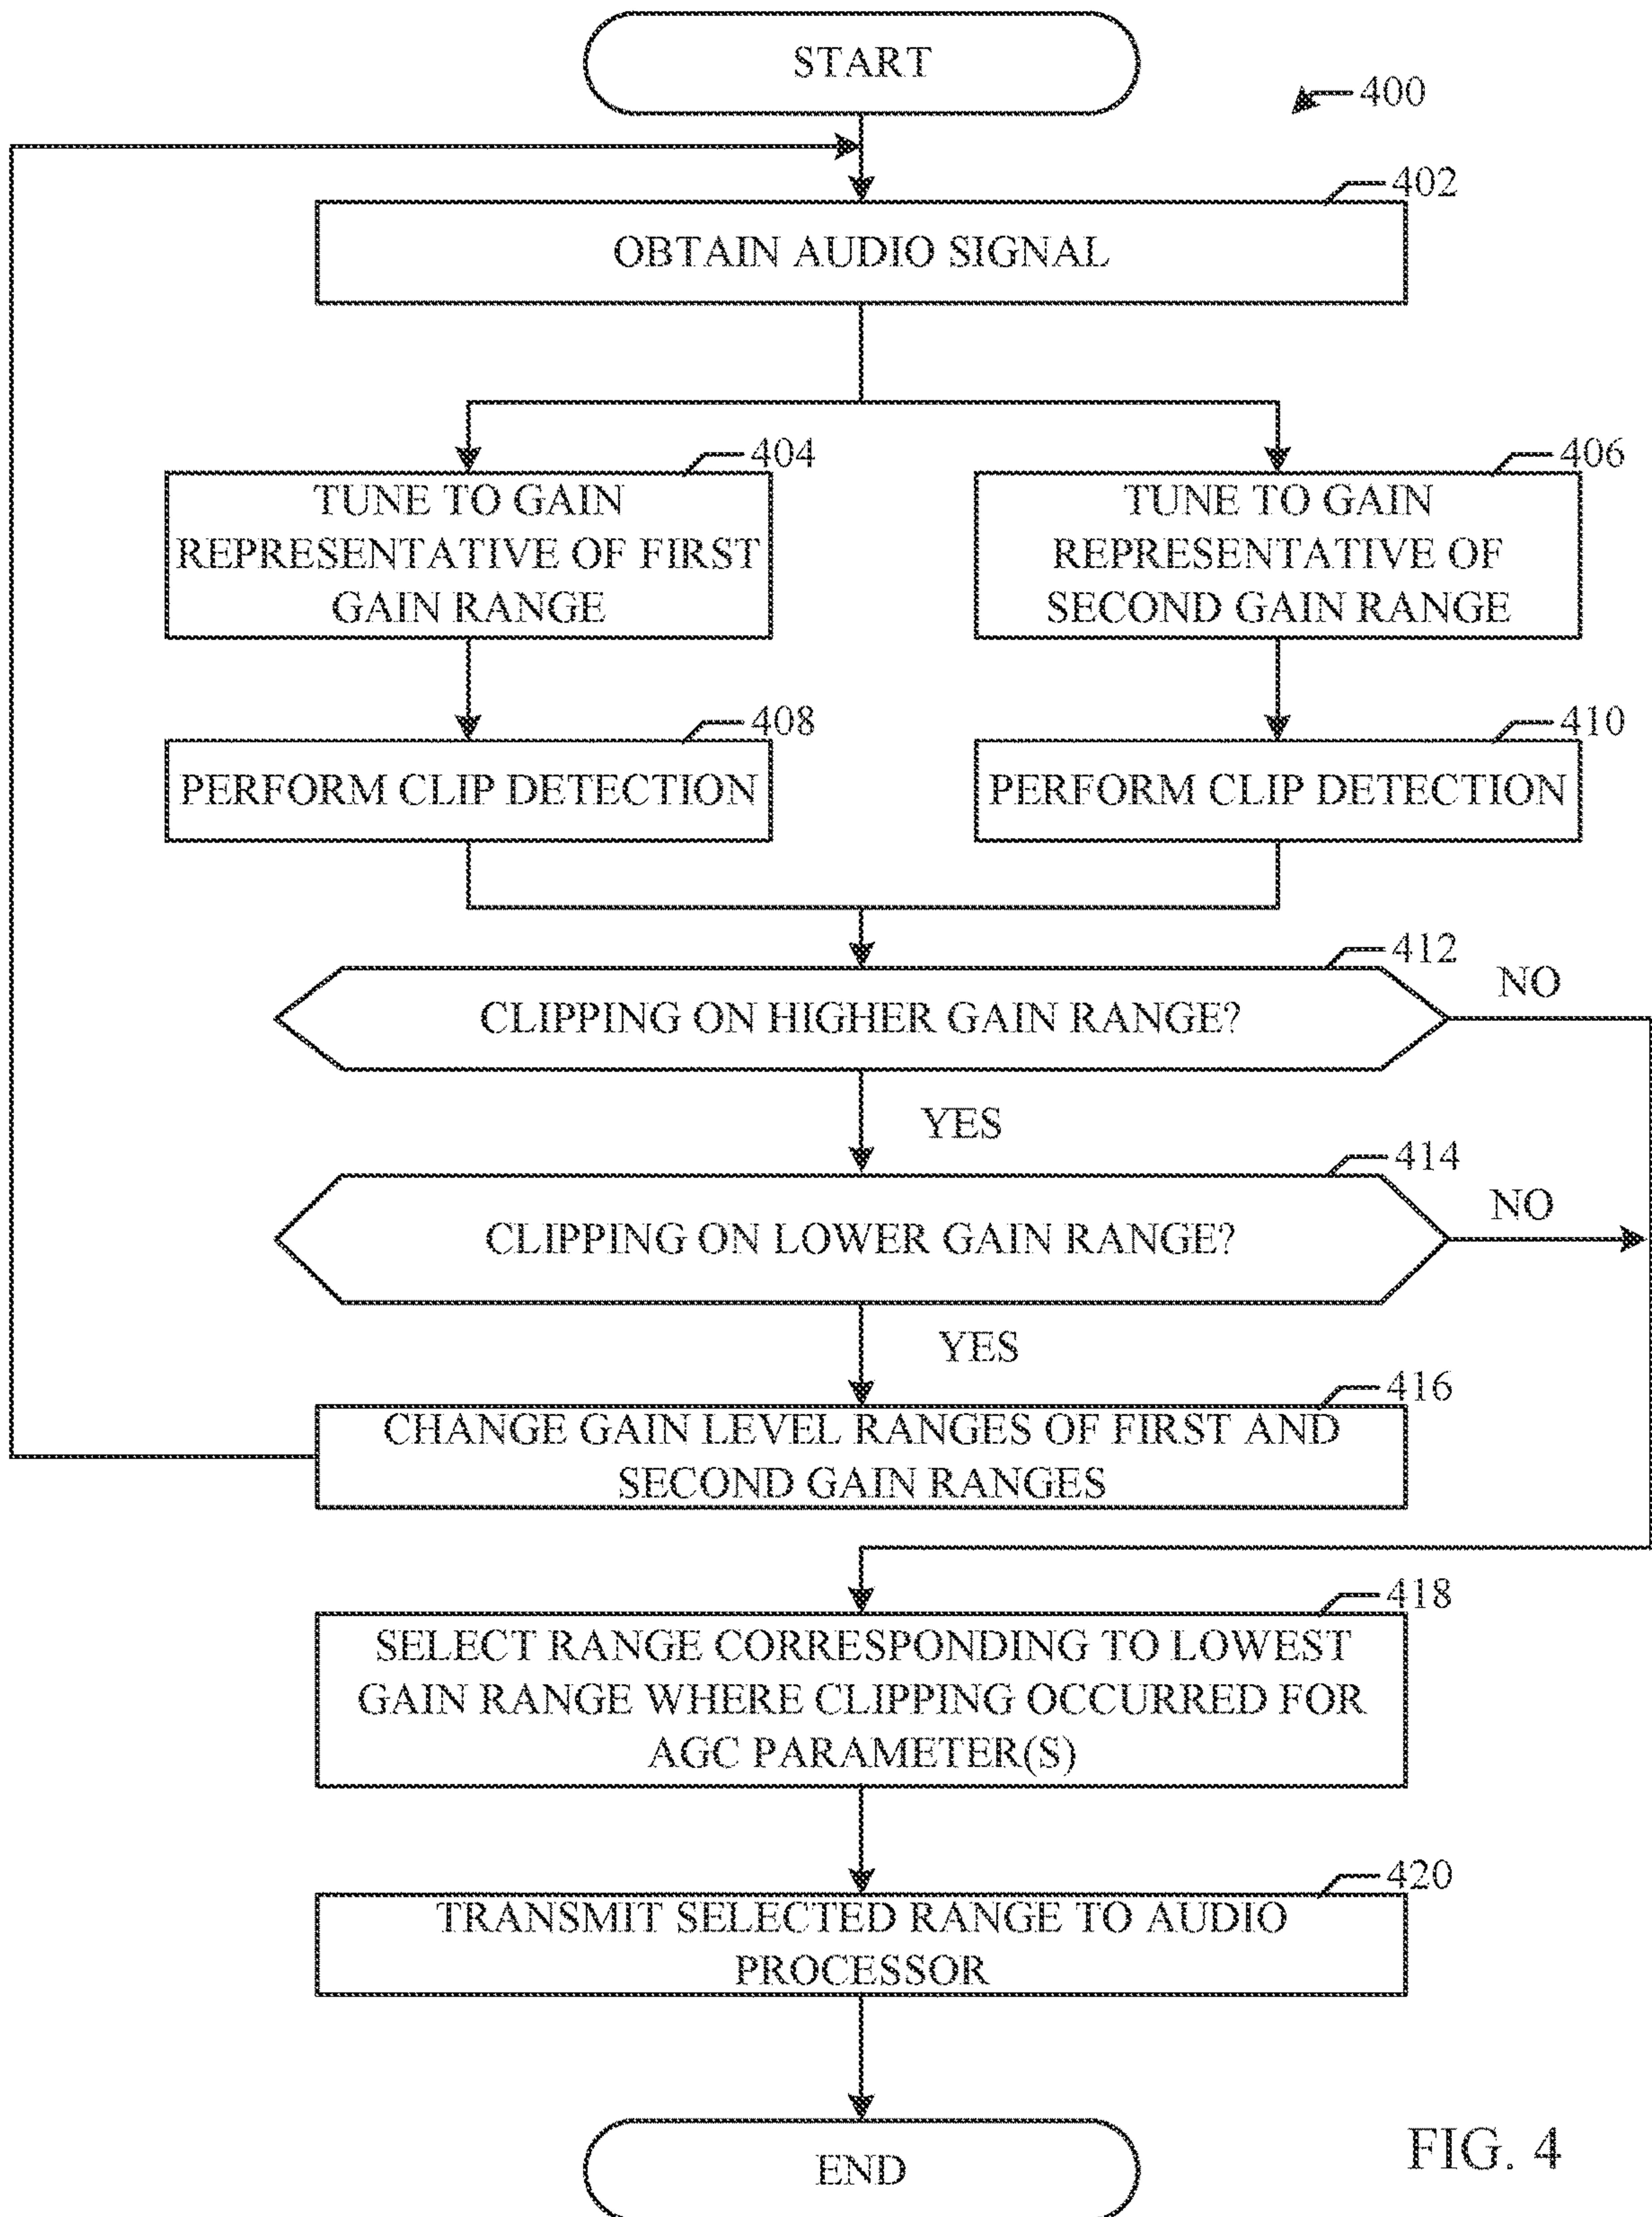 START
400
402
OBTAIN AUDIO SIGNAL
404
TUNE TO GAIN
REPRESENTATIVE OF FIRST
GAIN RANGE
406
TUNE TO GAIN
REPRESENTATIVE OF
SECOND GAIN RANGE
408
PERFORM CLIP DETECTION
410
PERFORM CLIP DETECTION
412
CLIPPING ON HIGHER GAIN RANGE?
NO
YES
414
CLIPPING ON LOWER GAIN RANGE?
NO
YES
416
CHANGE GAIN LEVEL RANGES OF FIRST AND
SECOND GAIN RANGES
418
SELECT RANGE CORRESPONDING TO LOWEST
GAIN RANGE WHERE CLIPPING OCCURRED FOR
AGC PARAMETER(S)
420
TRANSMIT SELECTED RANGE TO AUDIO
PROCESSOR
END
FIG. 4